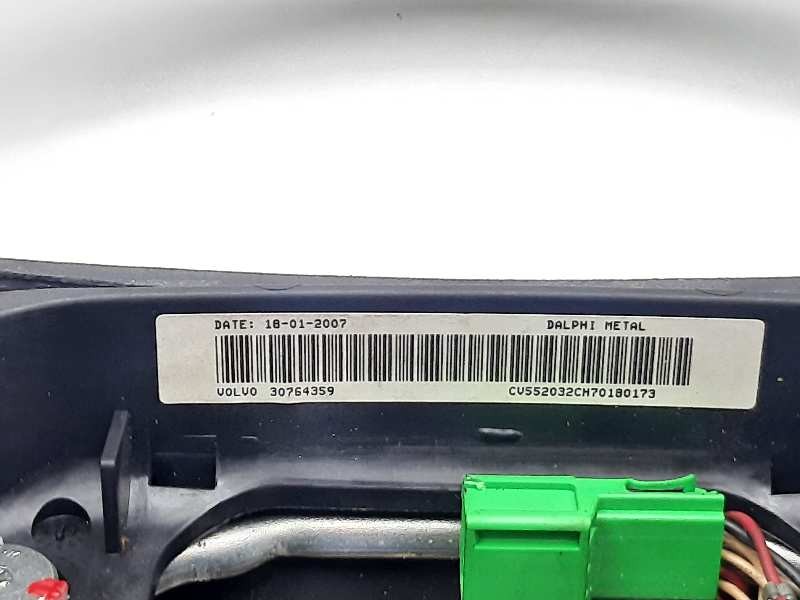 DATE: 18-01-2007 DALPHI METAL
VOLVO 30764359 CV552032CH70180173